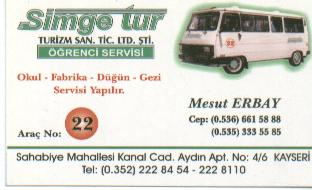 Simge tur
TURİZM SAN. TİC. LTD. ŞTİ.
ÖĞRENCİ SERVİSİ
22
Okul - Fabrika - Düğün - Gezi
Servisi Yapılır.
Mesut ERBAY
Cep: (0.536) 661 58 88
(0.535) 333 55 85
Araç No: 22
Sahabiye Mahallesi Kanal Cad. Aydın Apt. No: 4/6 KAYSERİ
Tel: (0.352) 222 84 54 - 222 8110